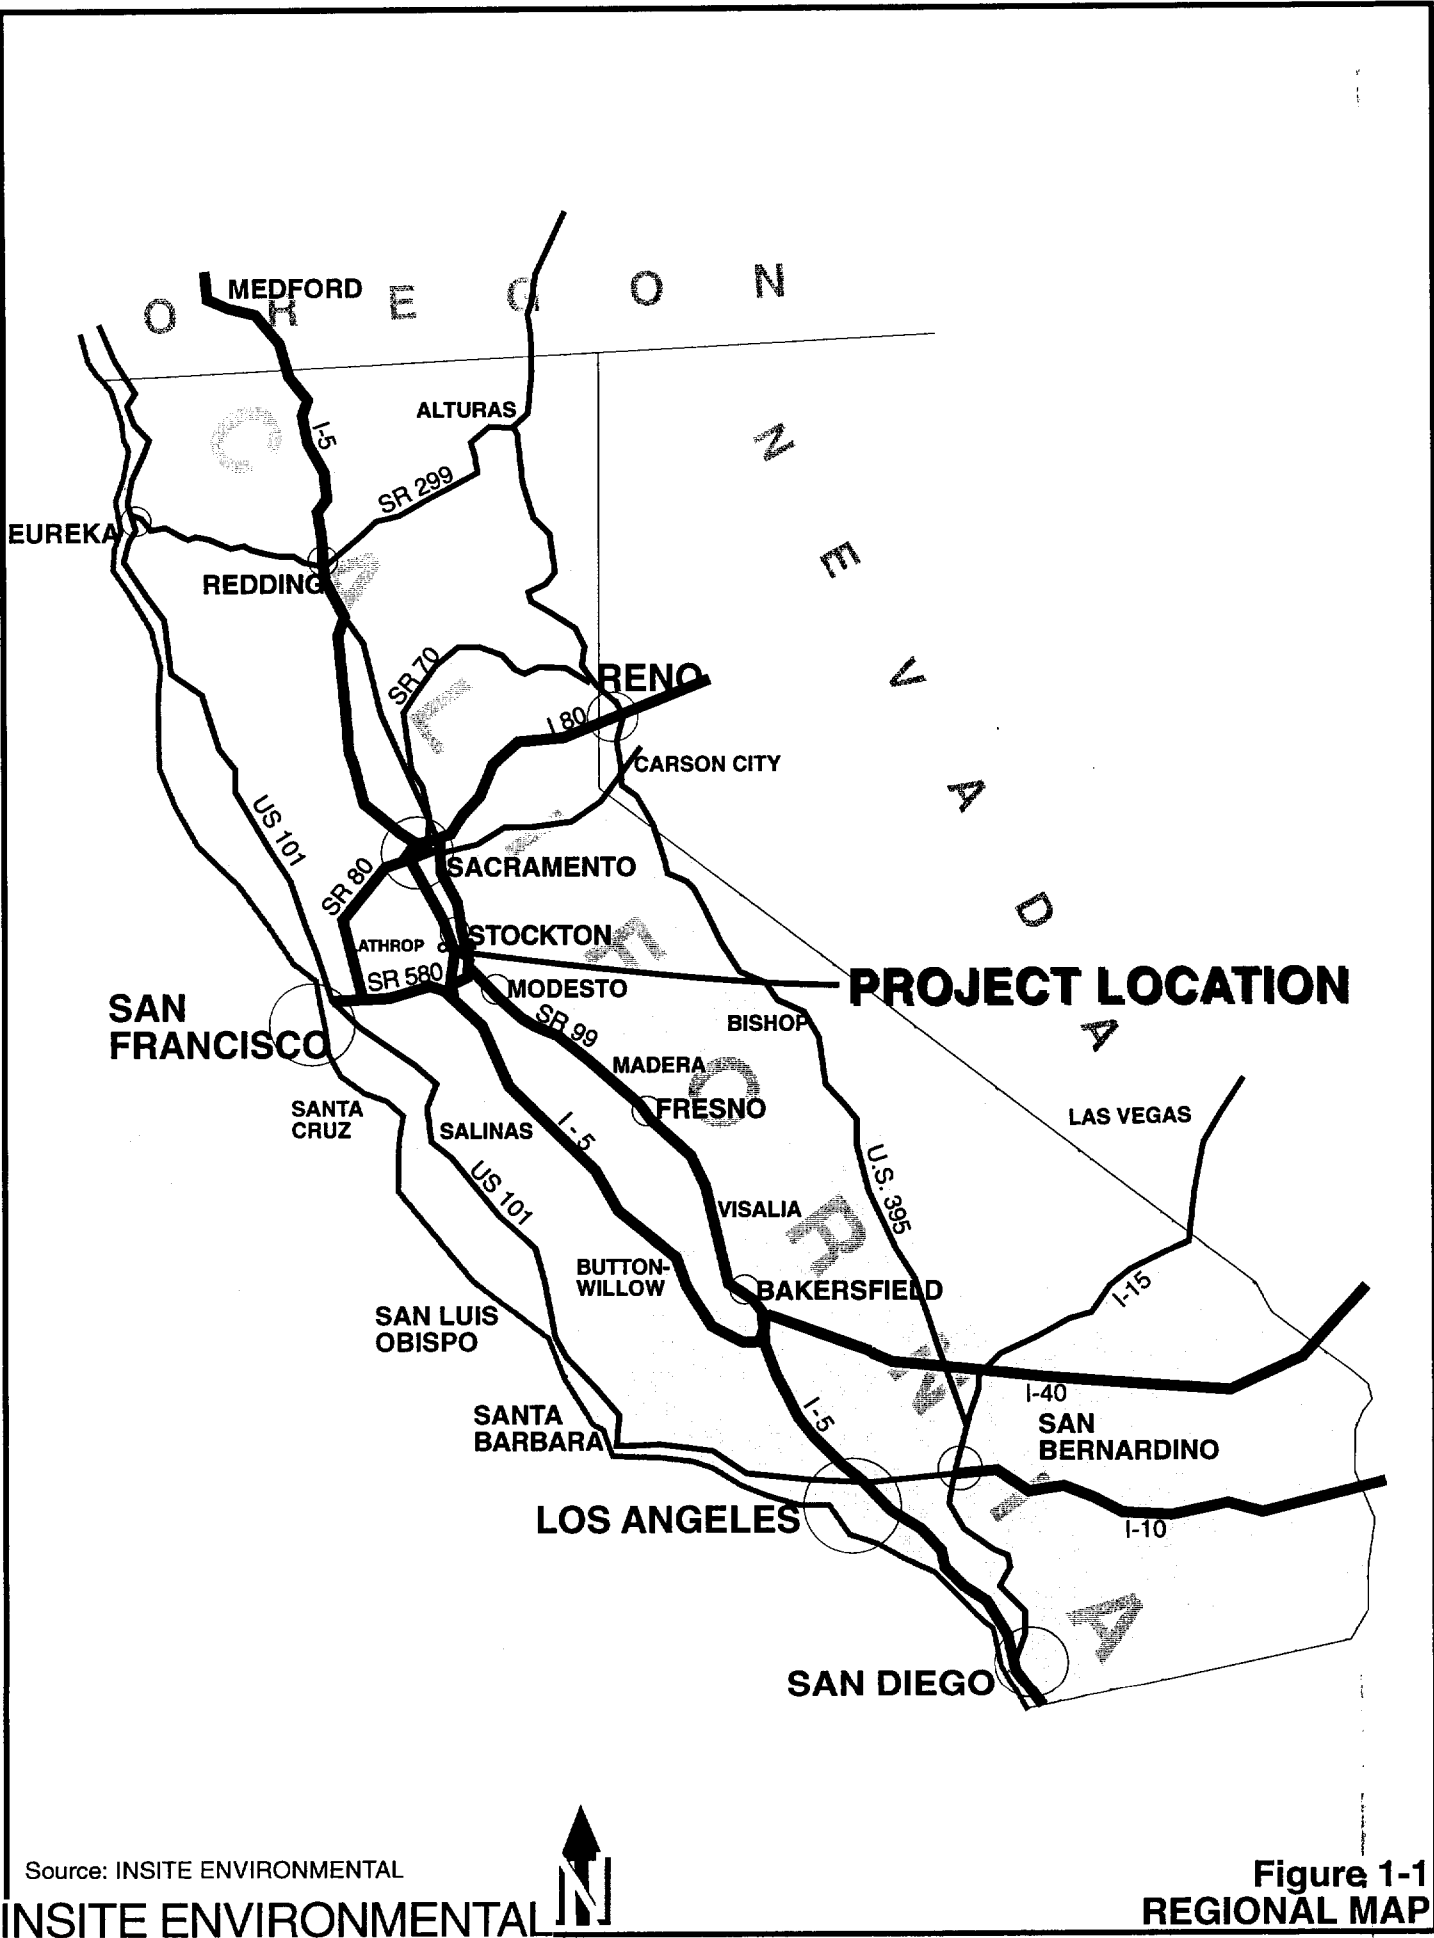 O R E G O N
MEDFORD
ALTURAS
I-5
SR 299
EUREKA
REDDING
SR 70
RENO
I 80
CARSON CITY
US 101
SR 80
SACRAMENTO
ATHROP
STOCKTON
SR 580
MODESTO
PROJECT LOCATION
SAN
FRANCISCO
SR 99
BISHOP
MADERA
FRESNO
SANTA
CRUZ
SALINAS
I-5
LAS VEGAS
US 101
U.S. 395
VISALIA
BUTTON-
WILLOW
BAKERSFIELD
I-15
SAN LUIS
OBISPO
I-40
I-5
SANTA
BARBARA
SAN
BERNARDINO
LOS ANGELES
I-10
SAN DIEGO
N E V A D A
C A L I F O R N I A
Source: INSITE ENVIRONMENTAL
INSITE ENVIRONMENTAL
N
Figure 1-1
REGIONAL MAP